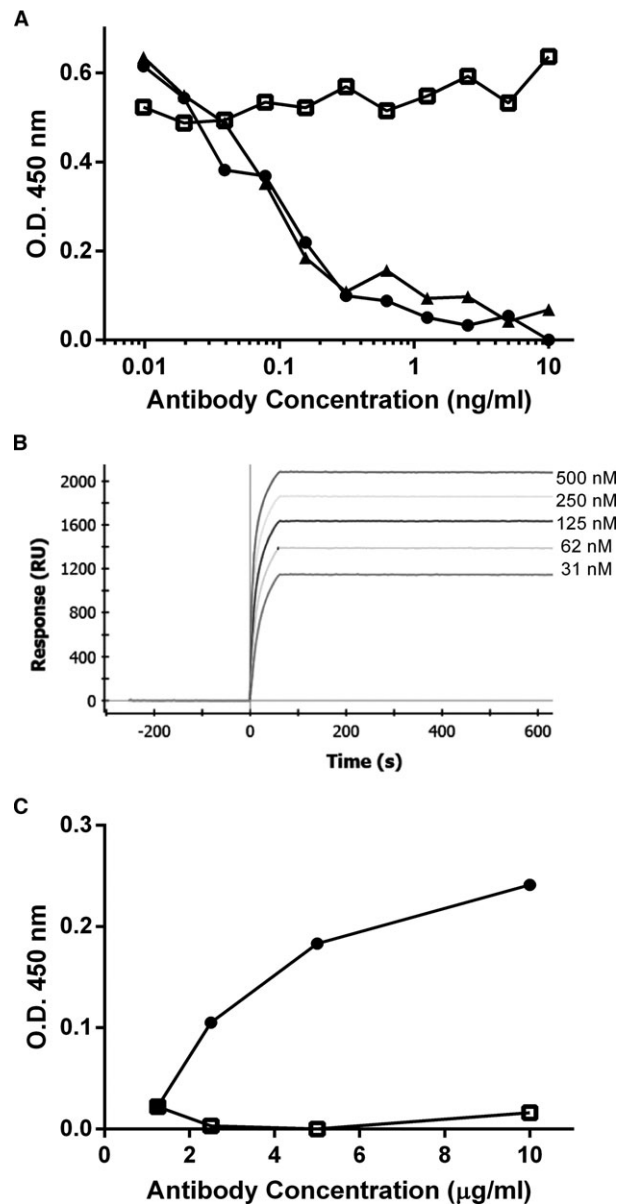 A
0.6
0.4
0.2
0.0
O.D. 450 nm
0.01 0.1 1 10
Antibody Concentration (ng/ml)
B
2000
1600
1200
800
400
0
Response (RU)
500 nM
250 nM
125 nM
62 nM
31 nM
-200 0 200 400 600
Time (s)
C
0.3
0.2
0.1
0.0
O.D. 450 nm
0 2 4 6 8 10
Antibody Concentration (μg/ml)